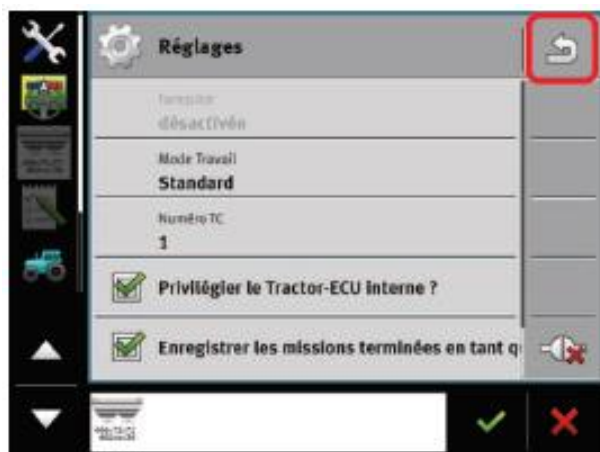 Réglages
désactivée
Mode Travail
Standard
Numéro TC
1
Privilégier le Tractor-ECU interne ?
Enregistrer les missions terminées en tant q